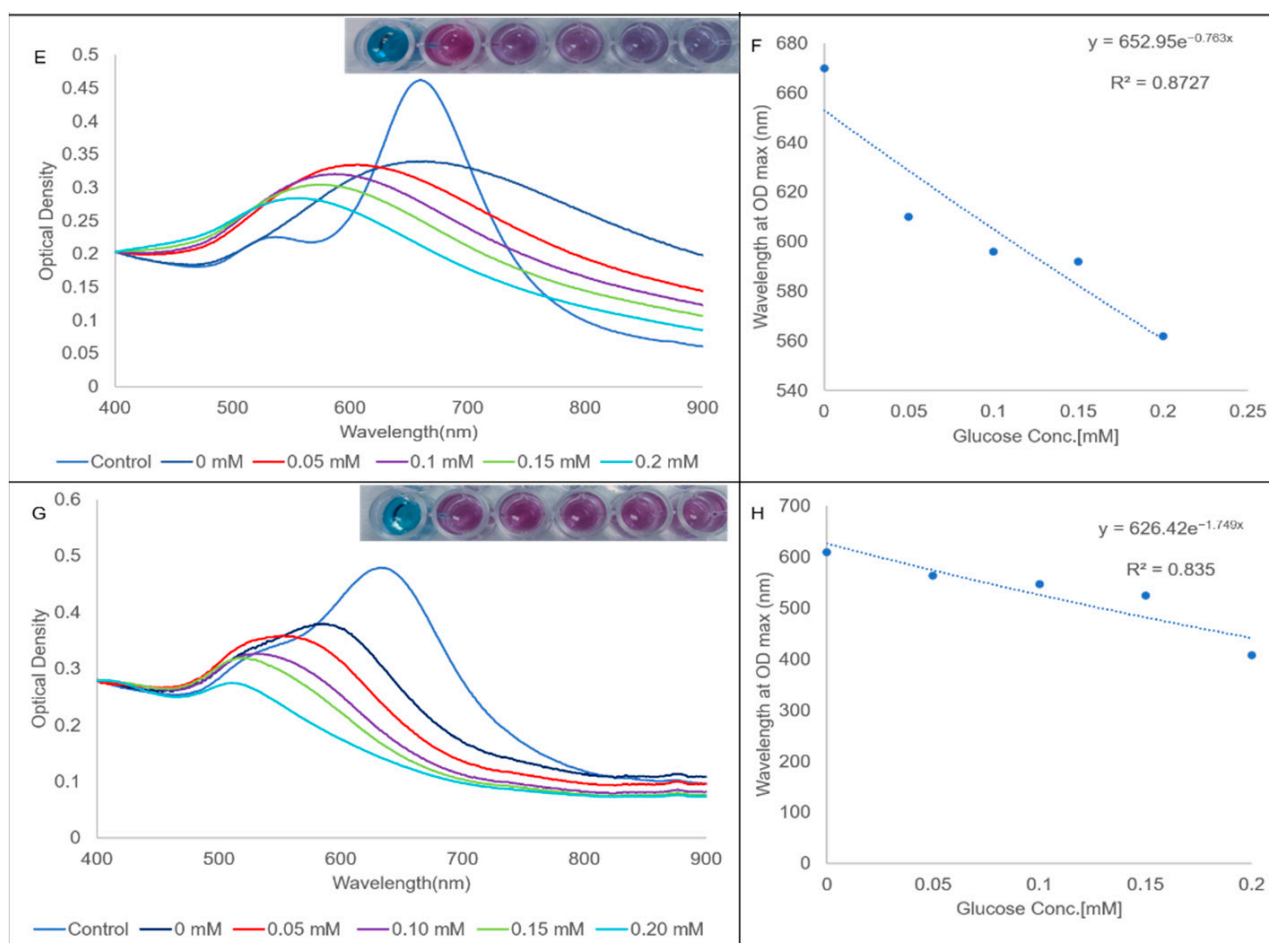 E
0.5
0.45
0.4
0.35
0.3
0.25
0.2
0.15
0.1
0.05
0
Optical Density
400 500 600 700 800 900
Wavelength(nm)
Control 0 mM 0.05 mM 0.1 mM 0.15 mM 0.2 mM
F
y = 652.95e⁻⁰·⁷⁶³ˣ
R² = 0.8727
680
660
640
620
600
580
560
540
Wavelength at OD max (nm)
0 0.05 0.1 0.15 0.2 0.25
Glucose Conc.[mM]
G
0.6
0.5
0.4
0.3
0.2
0.1
0
Optical Density
400 500 600 700 800 900
Wavelength(nm)
Control 0 mM 0.05 mM 0.10 mM 0.15 mM 0.20 mM
H
y = 626.42e⁻¹·⁷⁴⁹ˣ
R² = 0.835
700
600
500
400
300
200
100
0
Wavelength at OD max (nm)
0 0.05 0.1 0.15 0.2
Glucose Conc.[mM]